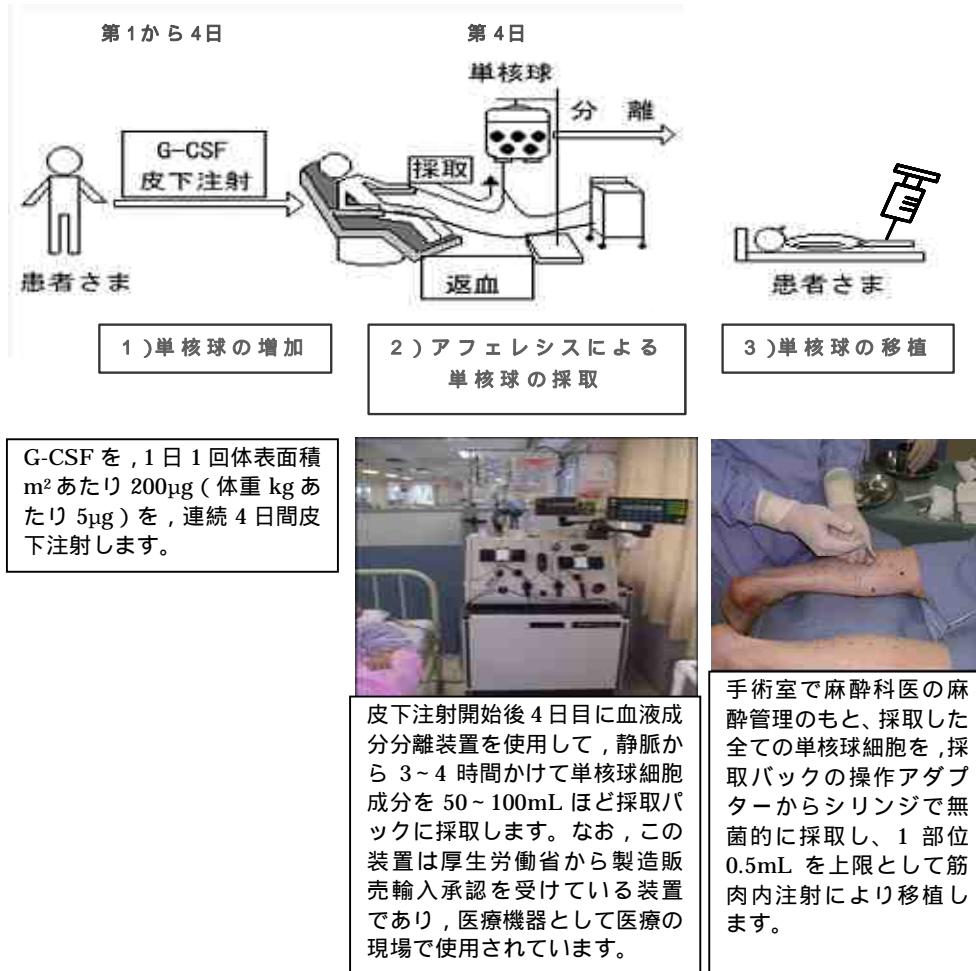 第1から4日
第4日
単核球
分離
G-CSF
皮下注射
採取
返血
患者さま
患者さま
1)単核球の増加
2)アフェレシスによる
単核球の採取
3)単核球の移植
G-CSF を,1日1回体表面積
m²あたり 200μg(体重 kg あ
たり 5μg)を,連続4日間皮
下注射します。
皮下注射開始後4日目に血液成
分分離装置を使用して,静脈か
ら 3~4 時間かけて単核球細胞
成分を 50~100mL ほど採取パ
ックに採取します。なお,この
装置は厚生労働省から製造販
売輸入承認を受けている装置
であり,医療機器として医療の
現場で使用されています。
手術室で麻酔科医の麻
酔管理のもと、採取した
全ての単核球細胞を,採
取バックの操作アダプ
ターからシリンジで無
菌的に採取し、1 部位
0.5mL を上限として筋
肉内注射により移植し
ます。